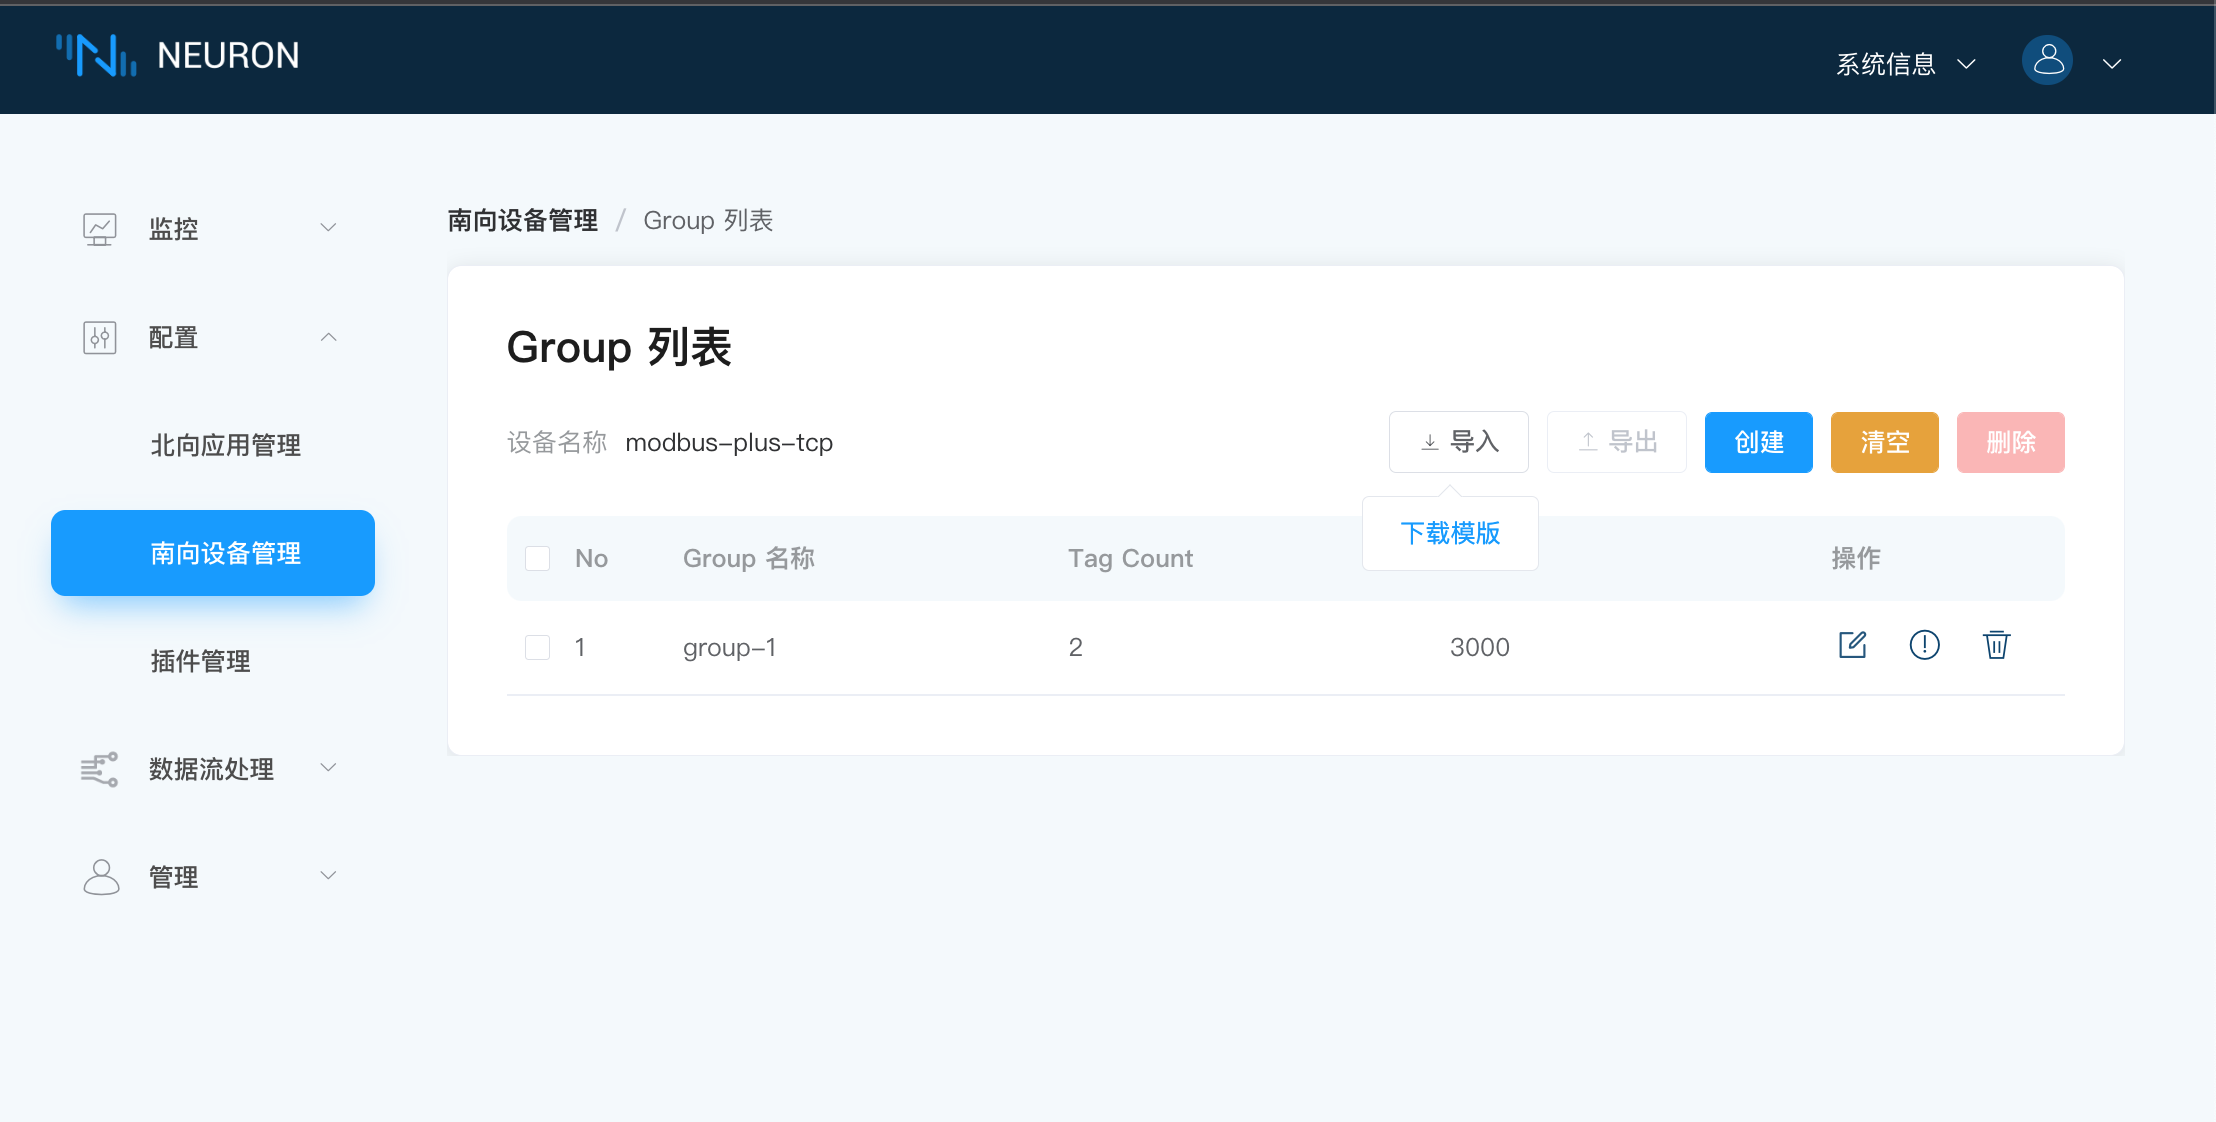 NEURON
系统信息
监控
配置
北向应用管理
南向设备管理
插件管理
数据流处理
管理
南向设备管理 / Group 列表
Group 列表
设备名称 modbus-plus-tcp
导入
导出
创建
清空
删除
下载模版
No Group 名称 Tag Count 操作
1 group-1 2 3000